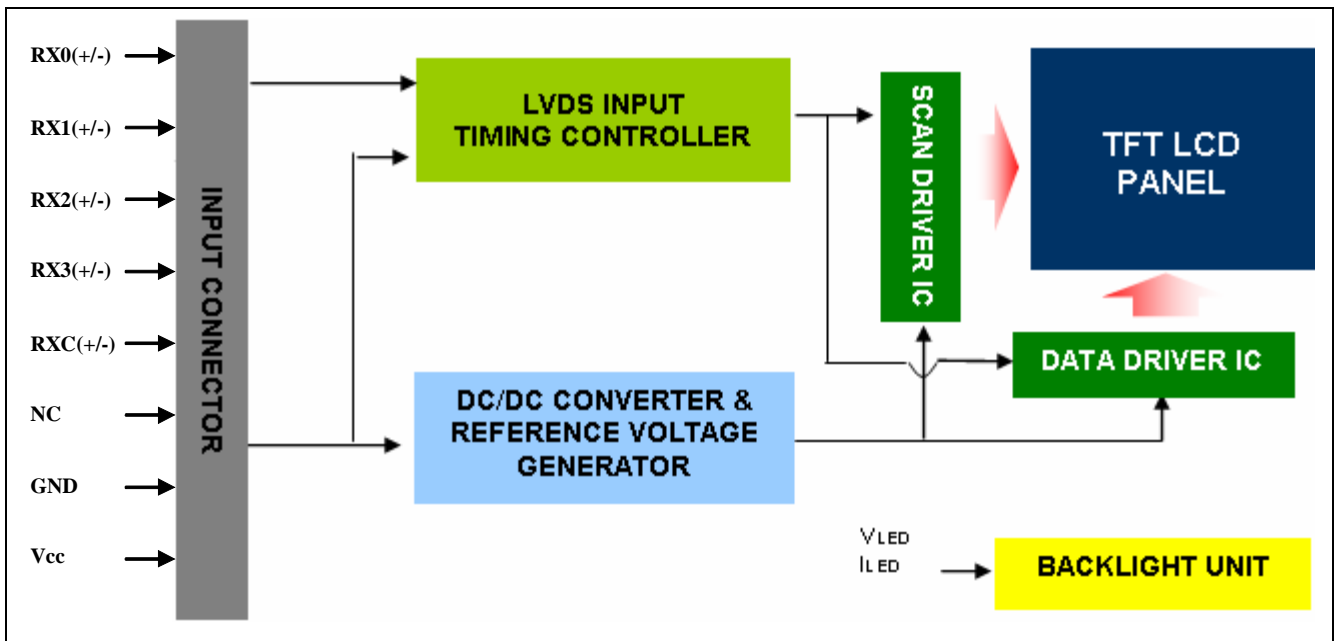 RX0(+/-)
RX1(+/-)
RX2(+/-)
RX3(+/-)
RXC(+/-)
NC
GND
Vcc
INPUT CONNECTOR
LVDS INPUT
TIMING CONTROLLER
DC/DC CONVERTER &
REFERENCE VOLTAGE
GENERATOR
SCAN DRIVER IC
TFT LCD
PANEL
DATA DRIVER IC
VLED
ILED
BACKLIGHT UNIT